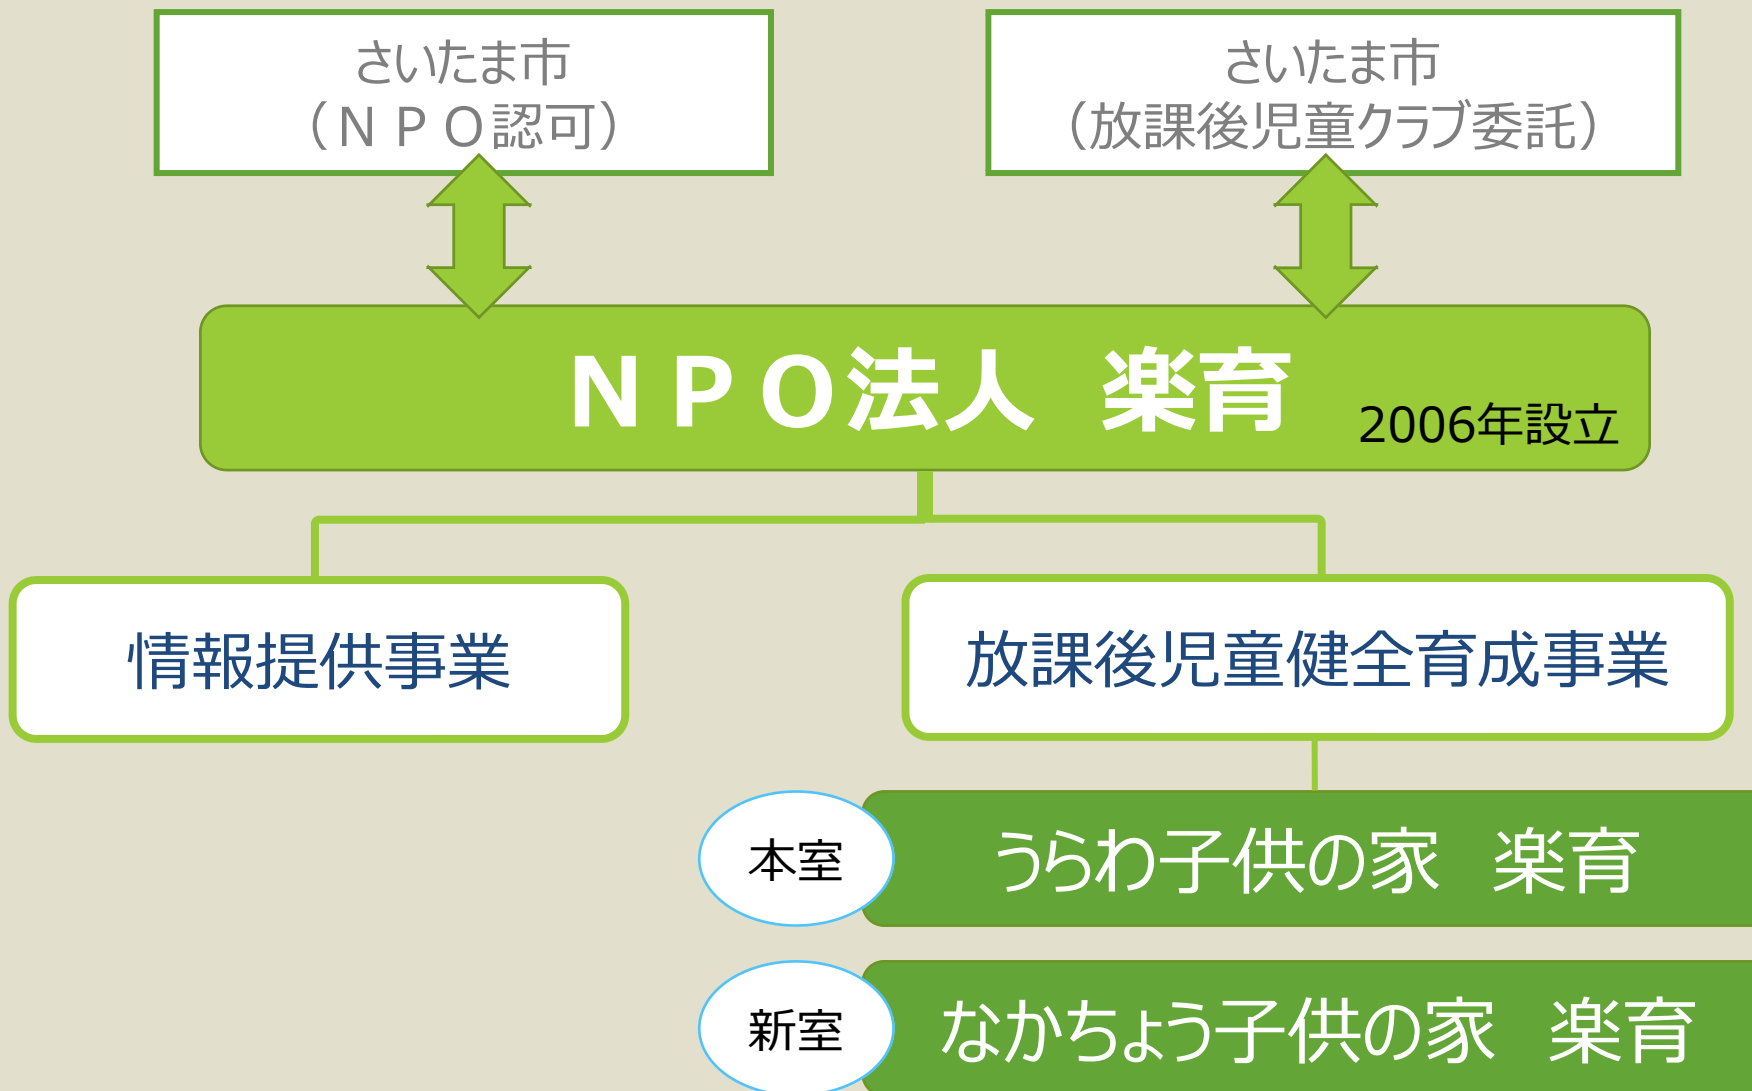 さいたま市
(NPO認可)
さいたま市
(放課後児童クラブ委託)
NPO法人 楽育
2006年設立
情報提供事業
放課後児童健全育成事業
本室
うらわ子供の家 楽育
新室
なかちょう子供の家 楽育